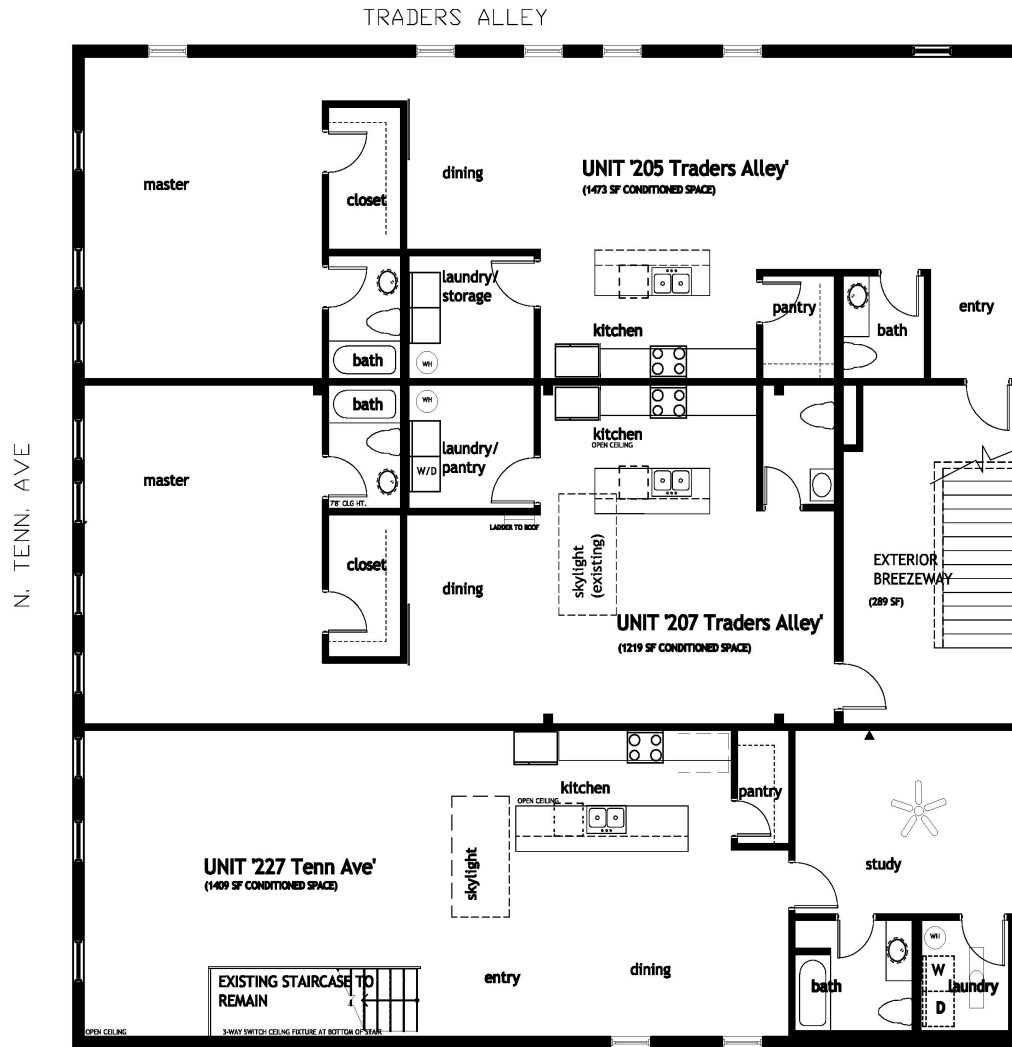 TRADERS ALLEY
N. TENN. AVE
master
closet
dining
UNIT '205 Traders Alley'
(1473 SF CONDITIONED SPACE)
laundry/
storage
kitchen
pantry
bath
entry
bath
WH
bath
WH
laundry/
pantry
W/D
kitchen
OPEN CEILING
master
7'8" CLG HT.
LADDER TO ROOF
closet
dining
skylight
(existing)
UNIT '207 Traders Alley'
(1219 SF CONDITIONED SPACE)
EXTERIOR
BREEZEWAY
(289 SF)
kitchen
OPEN CEILING
pantry
skylight
UNIT '227 Tenn Ave'
(1409 SF CONDITIONED SPACE)
study
EXISTING STAIRCASE TO
REMAIN
entry
dining
bath
WH
W
D
laundry
OPEN CEILING
3-WAY SWITCH CEILNG FIXTURE AT BOTTOM OF STAIR